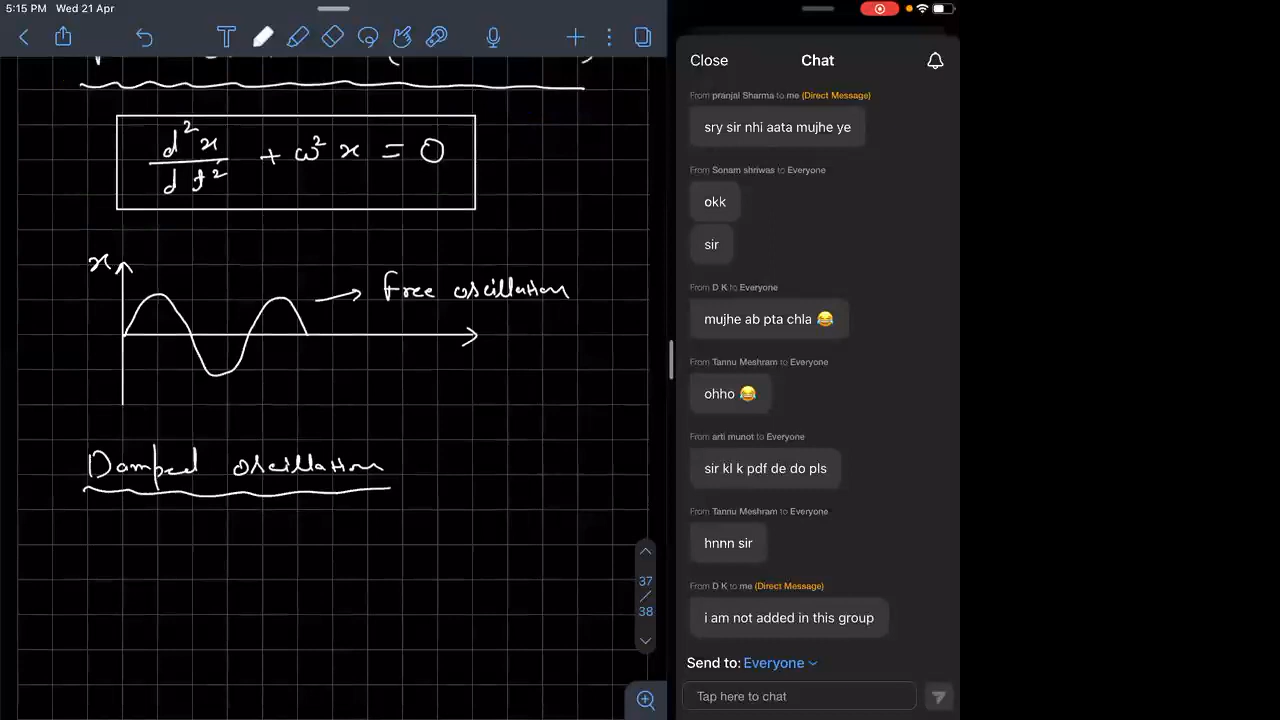 5:15 PM Wed 21 Apr
d²x/dt² + ω² x = 0
x
Free oscillation
Damped oscillation
37
38
Close
Chat
From pranjal Sharma to me (Direct Message)
sry sir nhi aata mujhe ye
From Sonam shriwas to Everyone
okk
sir
From D K to Everyone
mujhe ab pta chla 😂
From Tannu Meshram to Everyone
ohho 😂
From arti munot to Everyone
sir kl k pdf de do pls
From Tannu Meshram to Everyone
hnnn sir
From D K to me (Direct Message)
i am not added in this group
Send to: Everyone
Tap here to chat